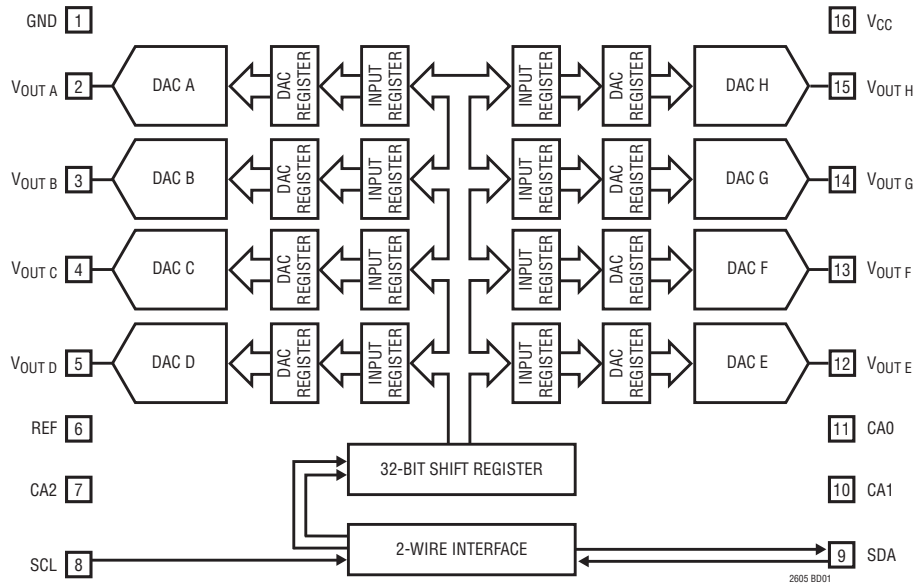 GND 1 16 VCC
VOUT A 2 DAC A DAC REGISTER INPUT REGISTER INPUT REGISTER DAC REGISTER DAC H 15 VOUT H
VOUT B 3 DAC B DAC REGISTER INPUT REGISTER INPUT REGISTER DAC REGISTER DAC G 14 VOUT G
VOUT C 4 DAC C DAC REGISTER INPUT REGISTER INPUT REGISTER DAC REGISTER DAC F 13 VOUT F
VOUT D 5 DAC D DAC REGISTER INPUT REGISTER INPUT REGISTER DAC REGISTER DAC E 12 VOUT E
REF 6 11 CA0
32-BIT SHIFT REGISTER
CA2 7 10 CA1
2-WIRE INTERFACE
SCL 8 9 SDA
2605 BD01